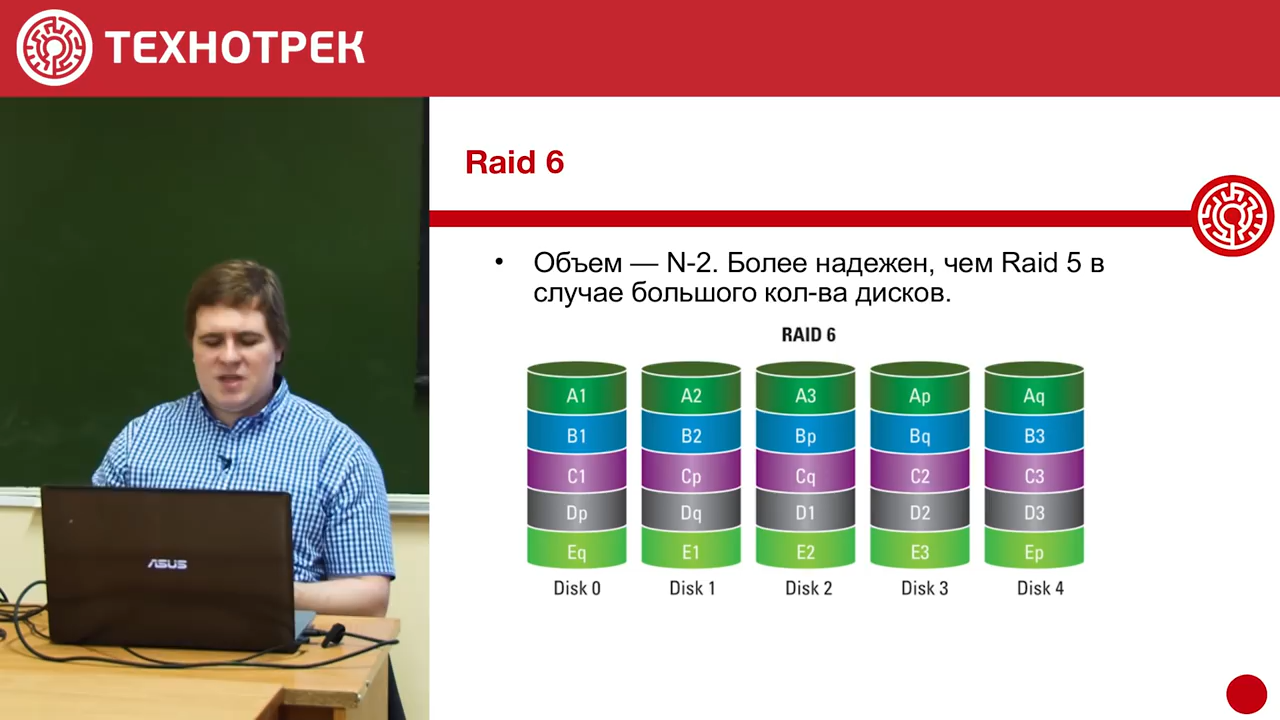 ТЕХНОТРЕК
Raid 6
• Объем — N-2. Более надежен, чем Raid 5 в
случае большого кол-ва дисков.
RAID 6
A1 A2 A3 Ap Aq
B1 B2 Bp Bq B3
C1 Cp Cq C2 C3
Dp Dq D1 D2 D3
Eq E1 E2 E3 Ep
Disk 0 Disk 1 Disk 2 Disk 3 Disk 4
ASUS